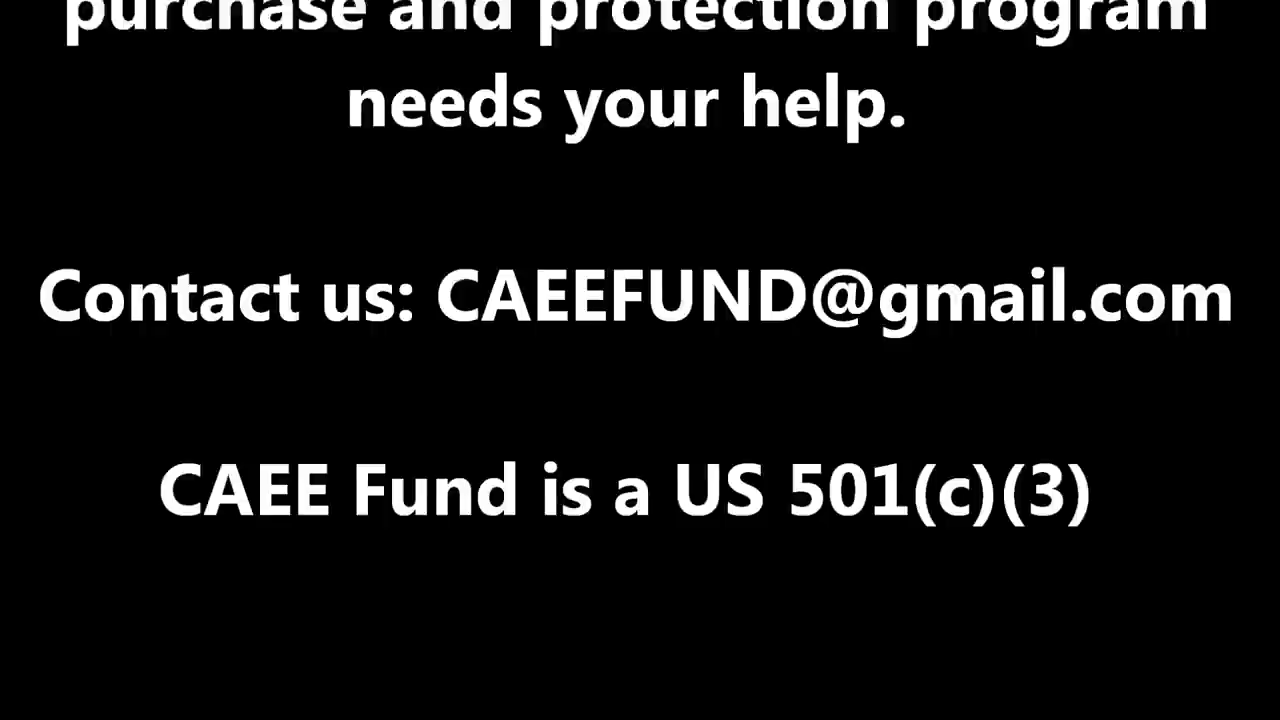 purchase and protection program
needs your help.
Contact us: CAEEFUND@gmail.com
CAEE Fund is a US 501(c)(3)